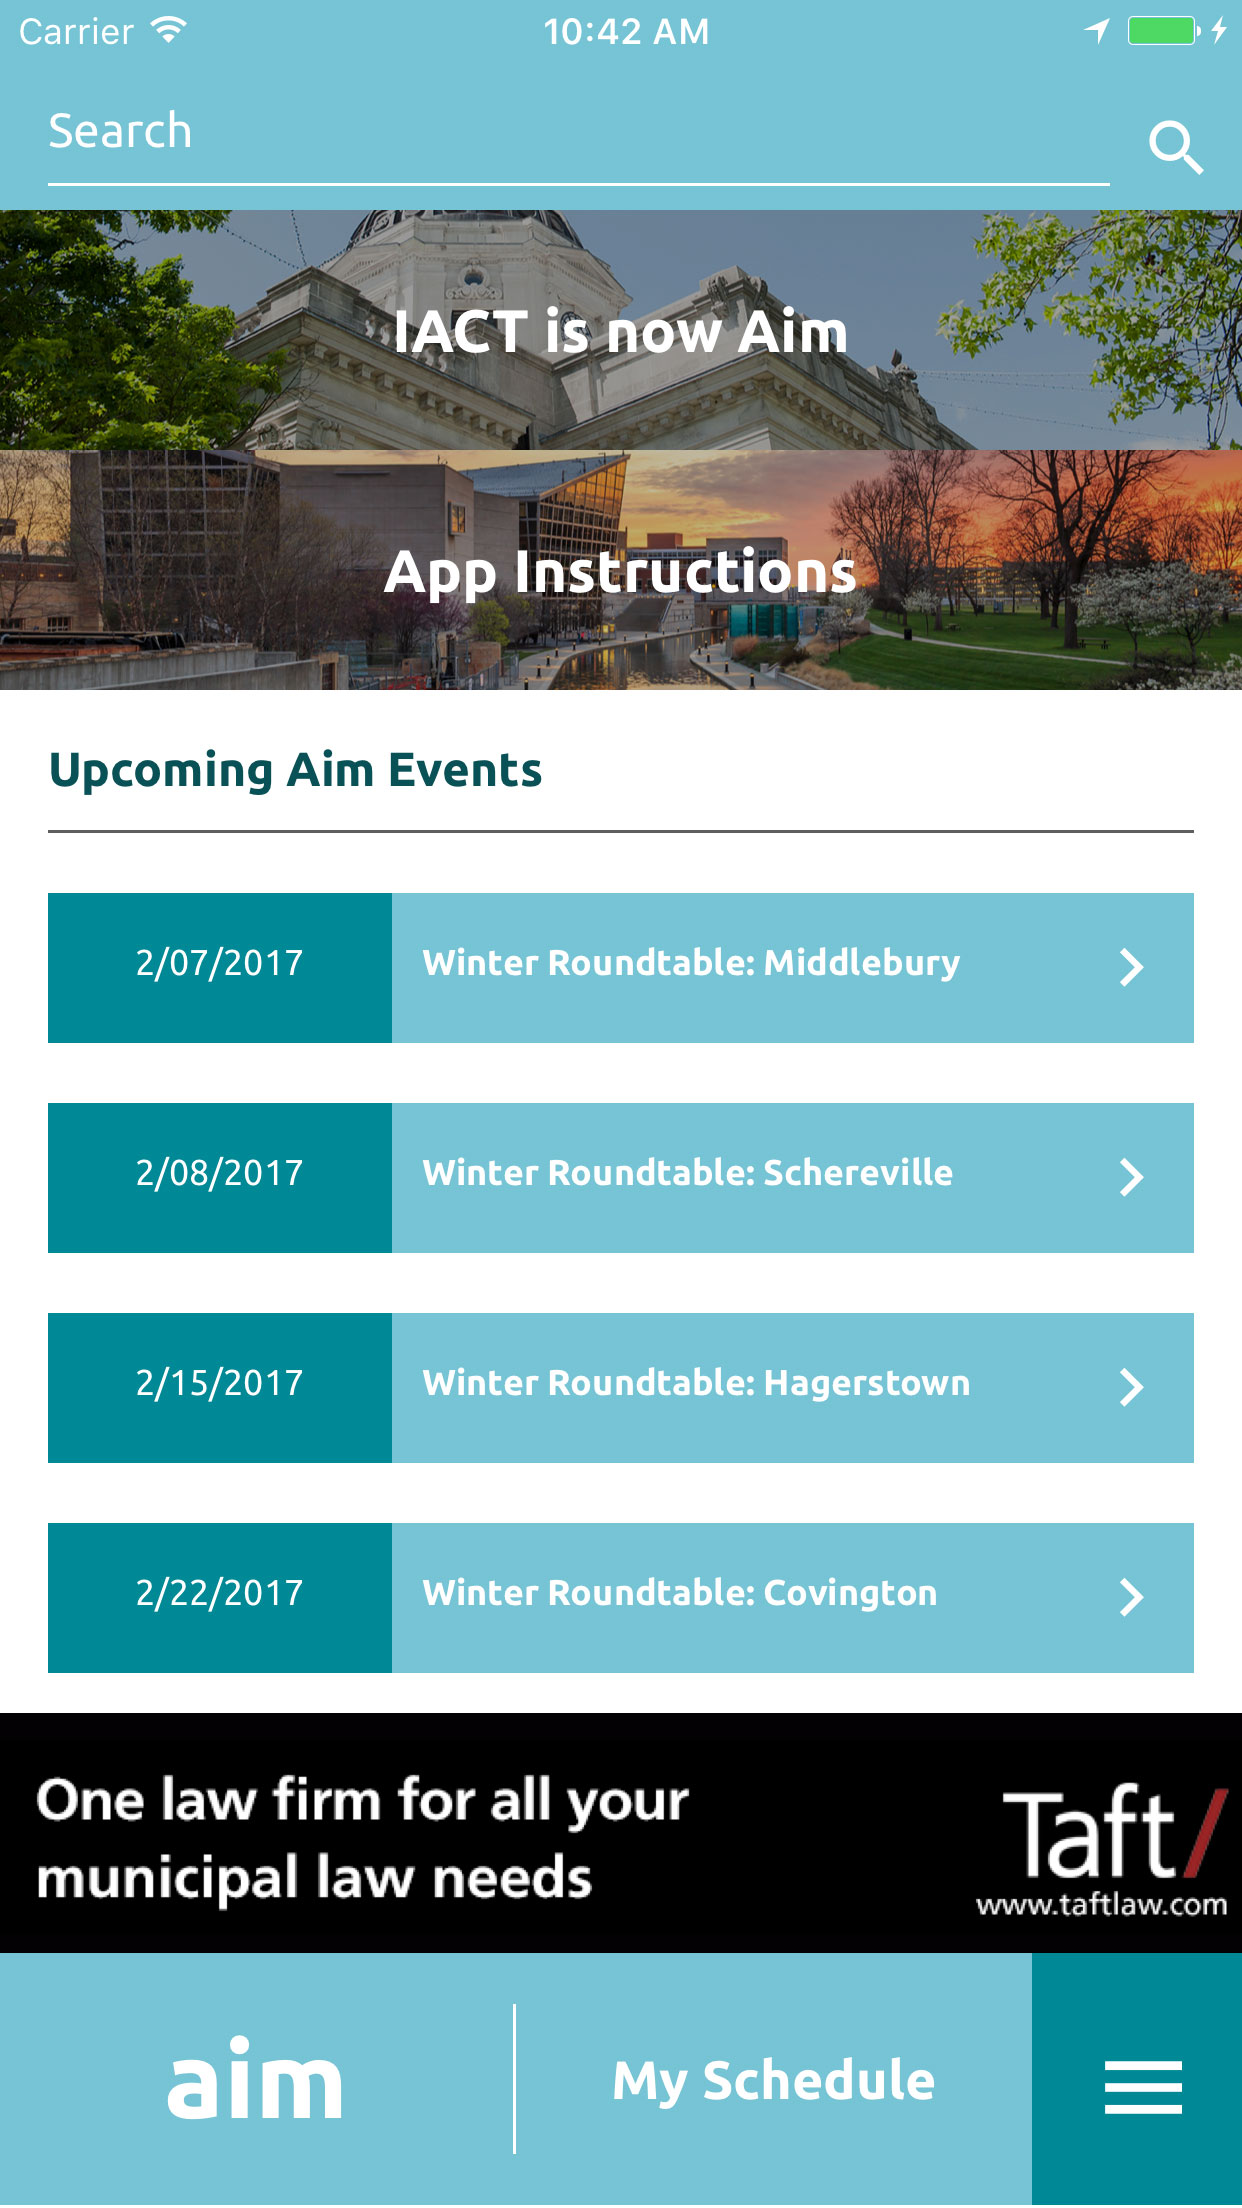 Carrier
10:42 AM
Search
IACT is now Aim
App Instructions
Upcoming Aim Events
2/07/2017
Winter Roundtable: Middlebury
2/08/2017
Winter Roundtable: Schereville
2/15/2017
Winter Roundtable: Hagerstown
2/22/2017
Winter Roundtable: Covington
One law firm for all your
municipal law needs
Taft/
www.taftlaw.com
aim
My Schedule